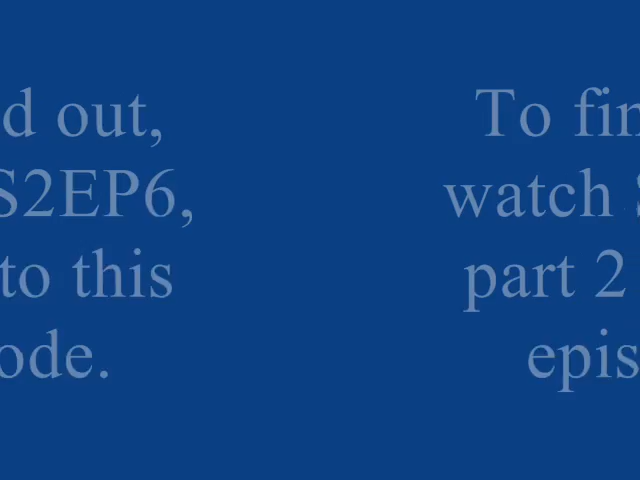 d out, To fin
S2EP6, watch S
to this part 2
ode. epis